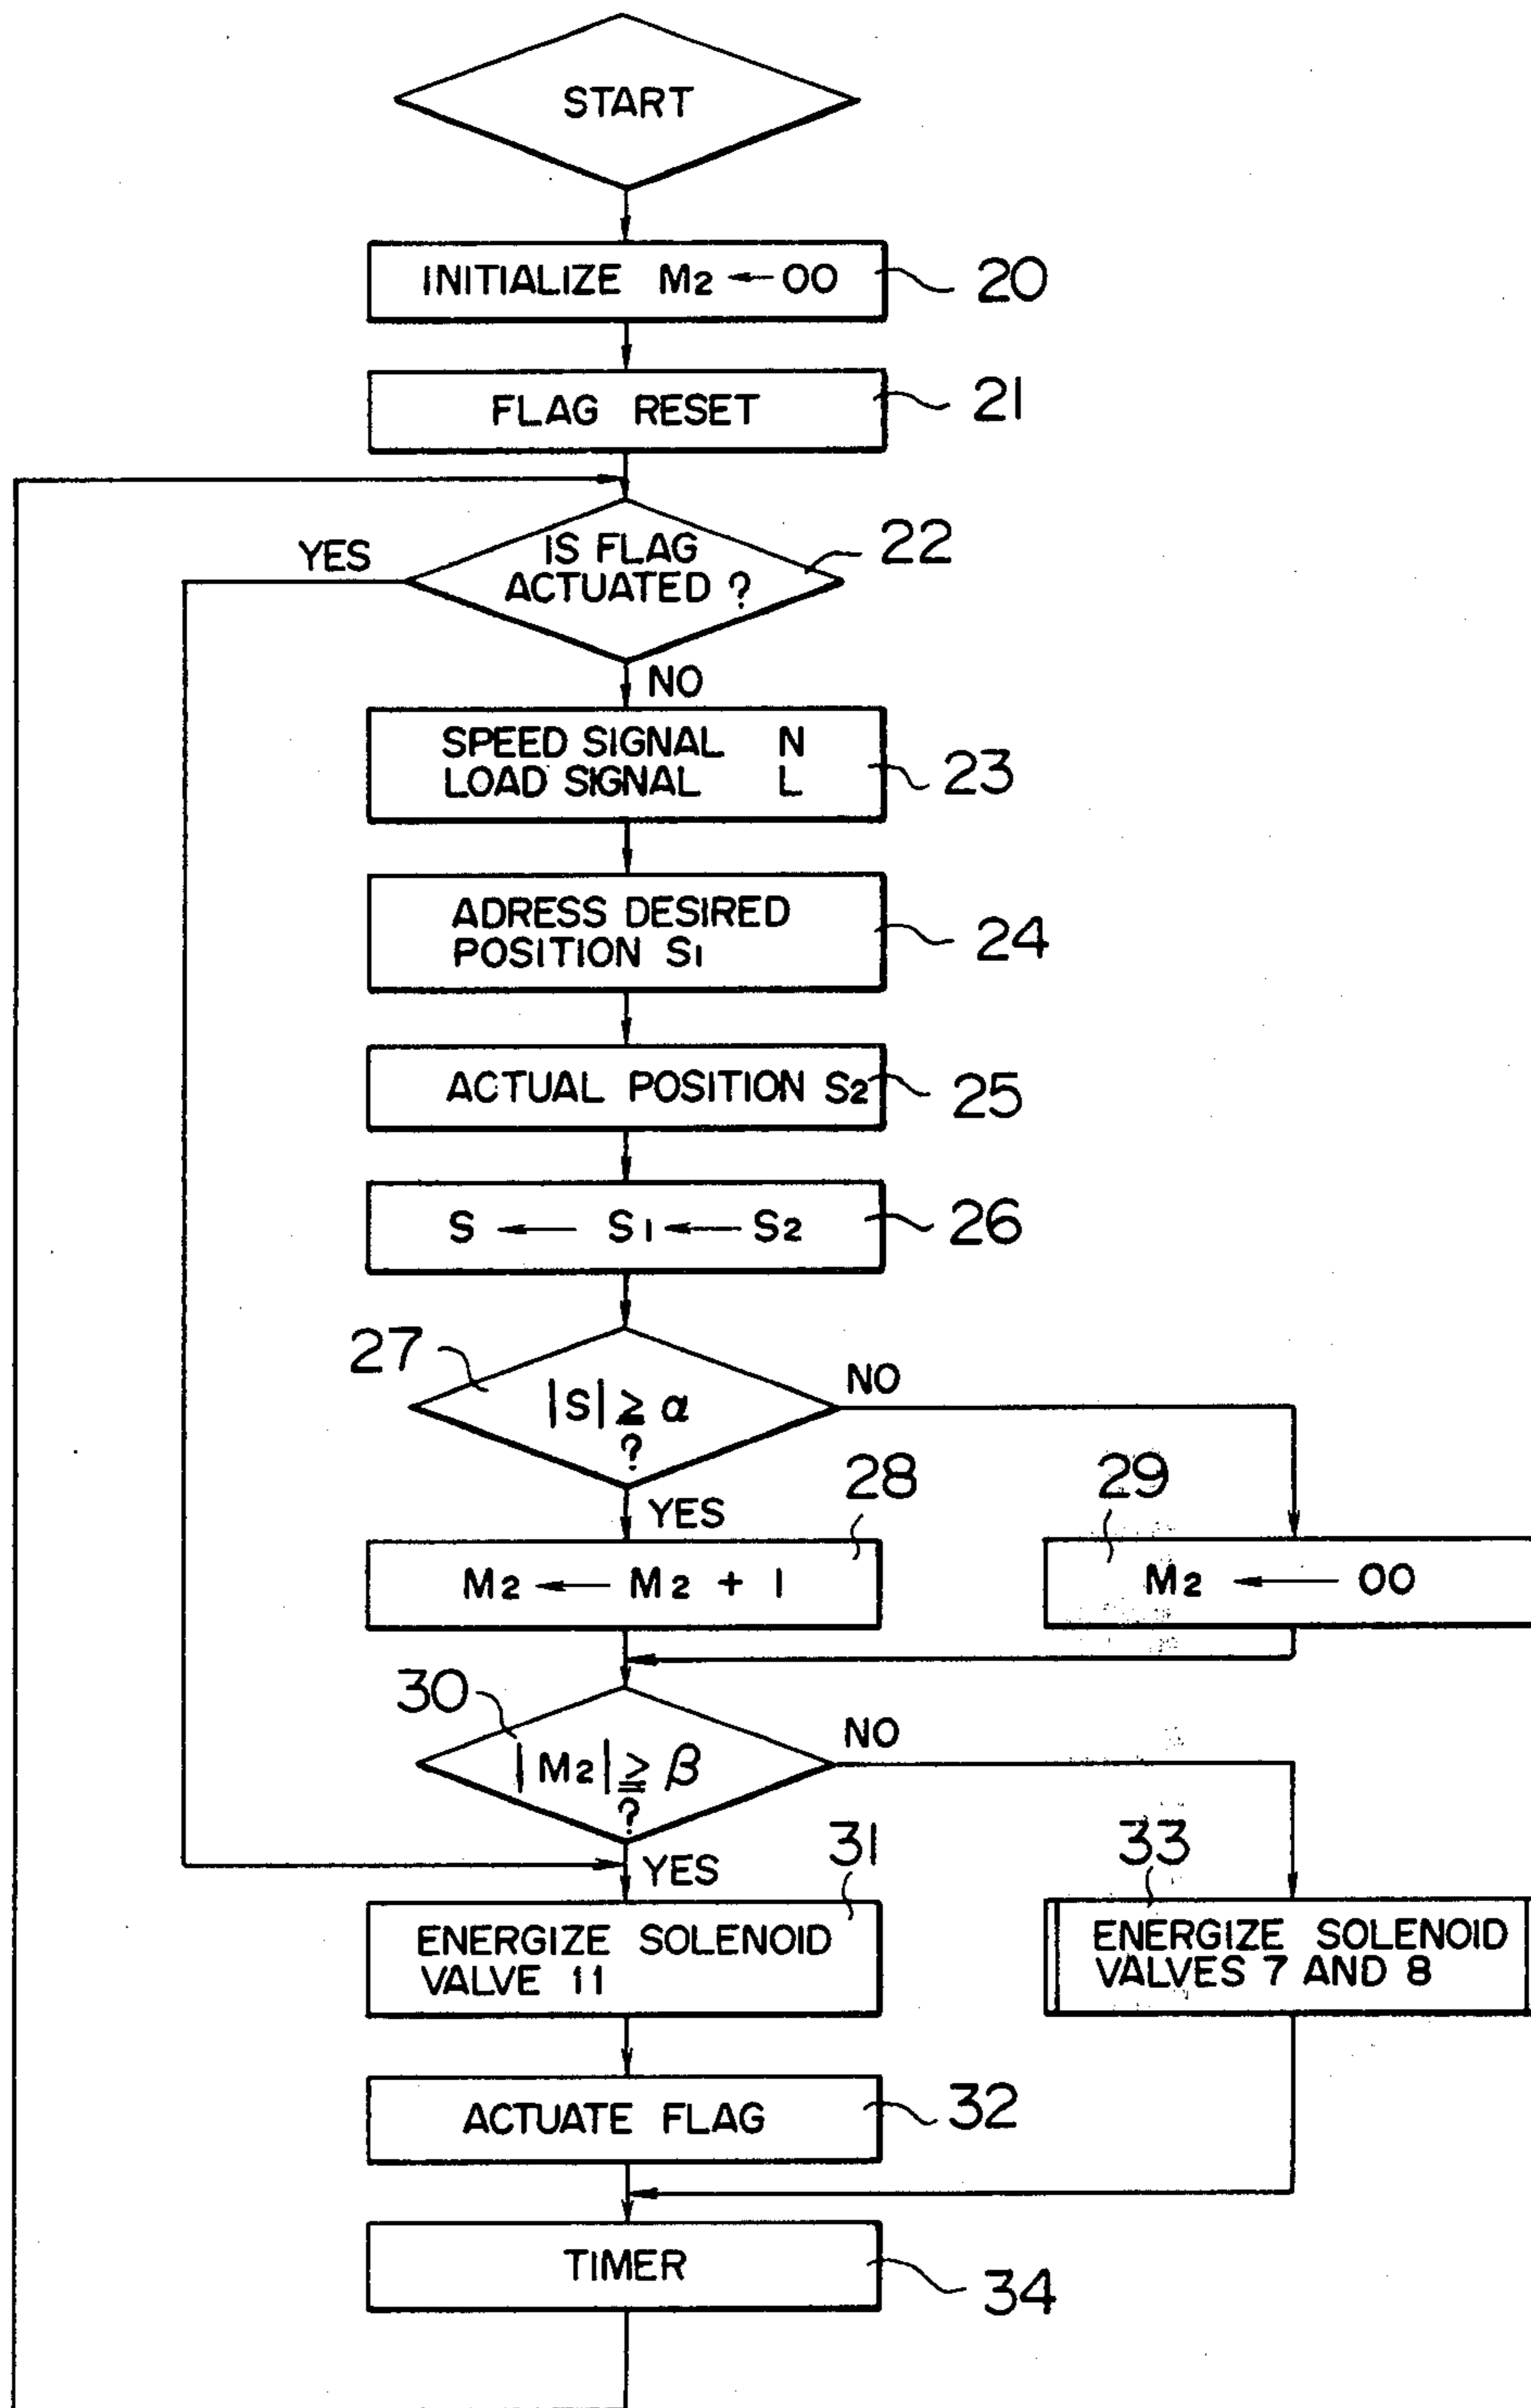 START
INITIALIZE M2 ← 00
20
FLAG RESET
21
IS FLAG
ACTUATED ?
22
YES
NO
SPEED SIGNAL N
LOAD SIGNAL L
23
ADRESS DESIRED
POSITION S1
24
ACTUAL POSITION S2
25
S ← S1 ← S2
26
27
|S| ≧ α
?
NO
YES
28
M2 ← M2 + 1
29
M2 ← 00
30
|M2| ≧ β
?
NO
YES
31
ENERGIZE SOLENOID
VALVE 11
33
ENERGIZE SOLENOID
VALVES 7 AND 8
ACTUATE FLAG
32
TIMER
34